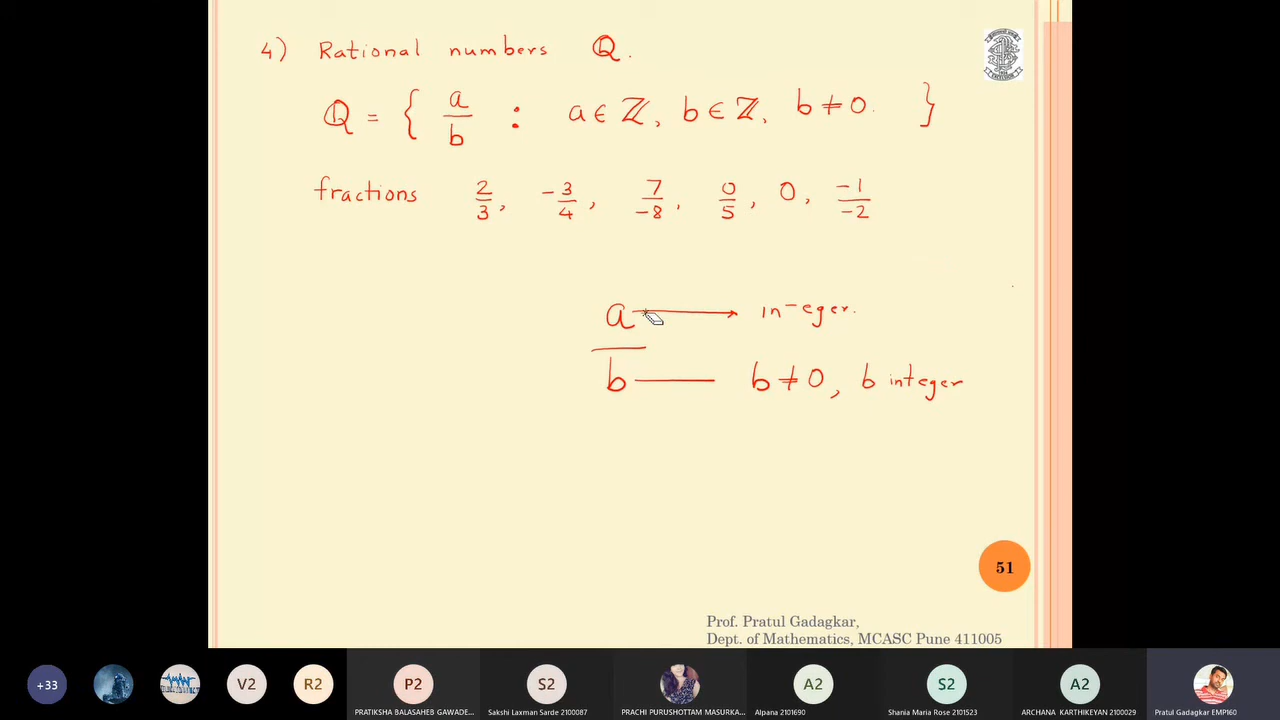 4) Rational numbers ℚ.
ℚ = { a/b : a ∈ ℤ, b ∈ ℤ, b ≠ 0. }
fractions 2/3, -3/4, 7/-8, 0/5, 0, -1/-2
a → integer.
b — b ≠ 0, b integer
51
Prof. Pratul Gadagkar,
Dept. of Mathematics, MCASC Pune 411005
+33 V2 R2 P2 S2 A2 S2 A2
PRATIKSHA BALASAHEB GAWADE... Sakshi Laxman Sarde 2100087 PRACHI PURUSHOTTAM MASURKA... Alpana 2101690 Shania Maria Rose 2101523 ARCHANA KARTHIKEYAN 2100029 Pratul Gadagkar EMP160